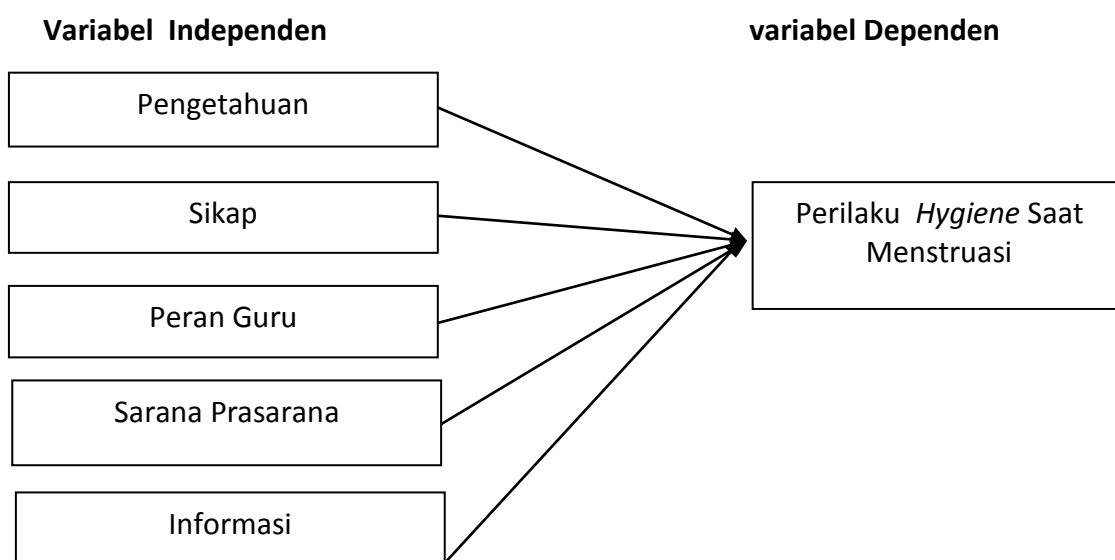 Variabel Independen
variabel Dependen
Pengetahuan
Sikap
Perilaku Hygiene Saat
Menstruasi
Peran Guru
Sarana Prasarana
Informasi